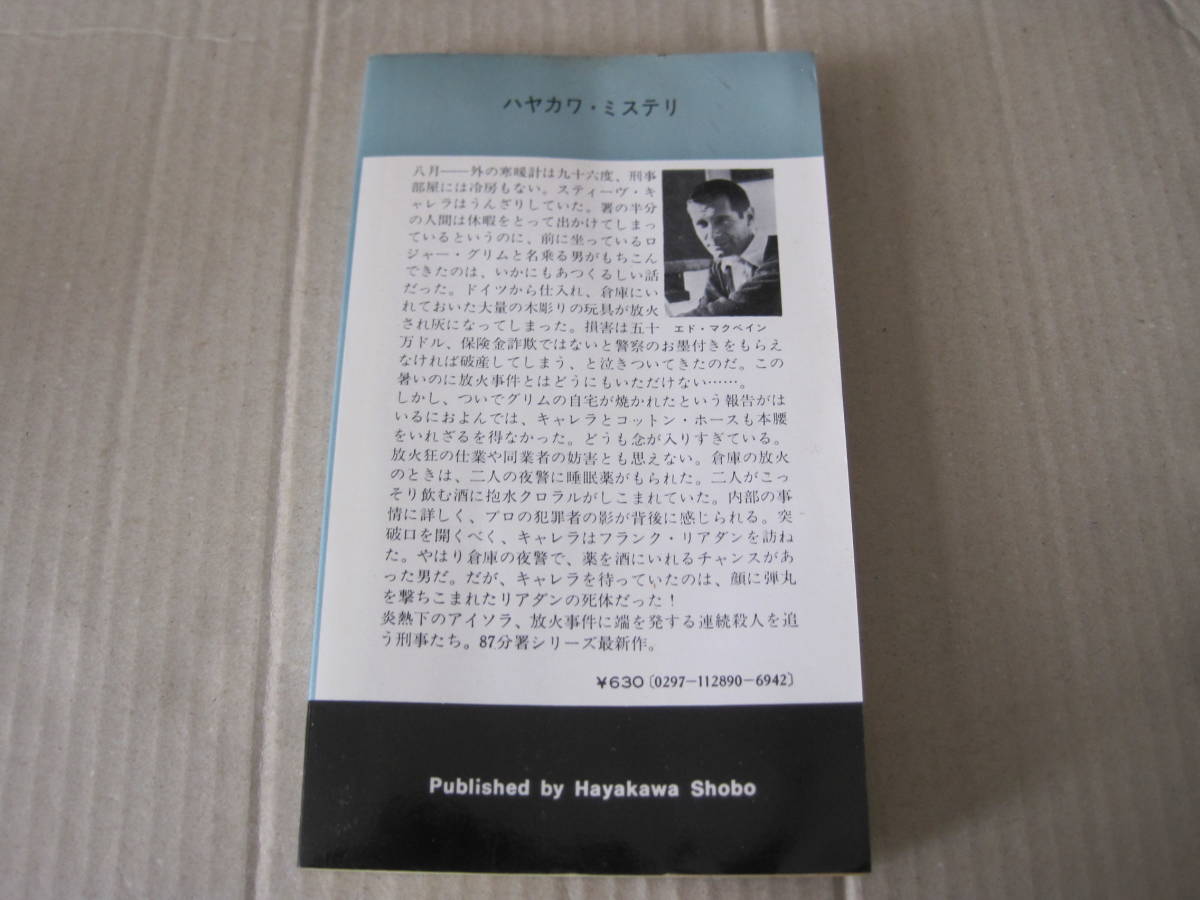 ハヤカワ・ミステリ
八月――外の寒暖計は九十六度、刑事
部屋には冷房もない。スティーヴ・キ
ャレラはうんざりしていた。署の半分
の人間は休暇をとって出かけてしまっ
ているというのに、前に坐っているロ
ジャー・グリムと名乗る男がもちこん
できたのは、いかにもあつくるしい話
だった。ドイツから仕入れ、倉庫にい
れておいた大量の木彫りの玩具が放火
され灰になってしまった。損害は五十
エド・マクベイン
万ドル、保険金詐欺ではないと警察のお墨付きをもらえ
なければ破産してしまう、と泣きついてきたのだ。この
暑いのに放火事件とはどうにもいただけない……。
しかし、ついでグリムの自宅が焼かれたという報告がは
いるにおよんでは、キャレラとコットン・ホースも本腰
をいれざるを得なかった。どうも念が入りすぎている。
放火狂の仕業や同業者の妨害とも思えない。倉庫の放火
のときは、二人の夜警に睡眠薬がもられた。二人がこっ
そり飲む酒に抱水クロラルがしこまれていた。内部の事
情に詳しく、プロの犯罪者の影が背後に感じられる。突
破口を開くべく、キャレラはフランク・リアダンを訪ね
た。やはり倉庫の夜警で、薬を酒にいれるチャンスがあ
った男だ。だが、キャレラを待っていたのは、顔に弾丸
を撃ちこまれたリアダンの死体だった！
炎熱下のアイソラ、放火事件に端を発する連続殺人を追
う刑事たち。87分署シリーズ最新作。
¥630〔0297-112890-6942〕
Published by Hayakawa Shobo